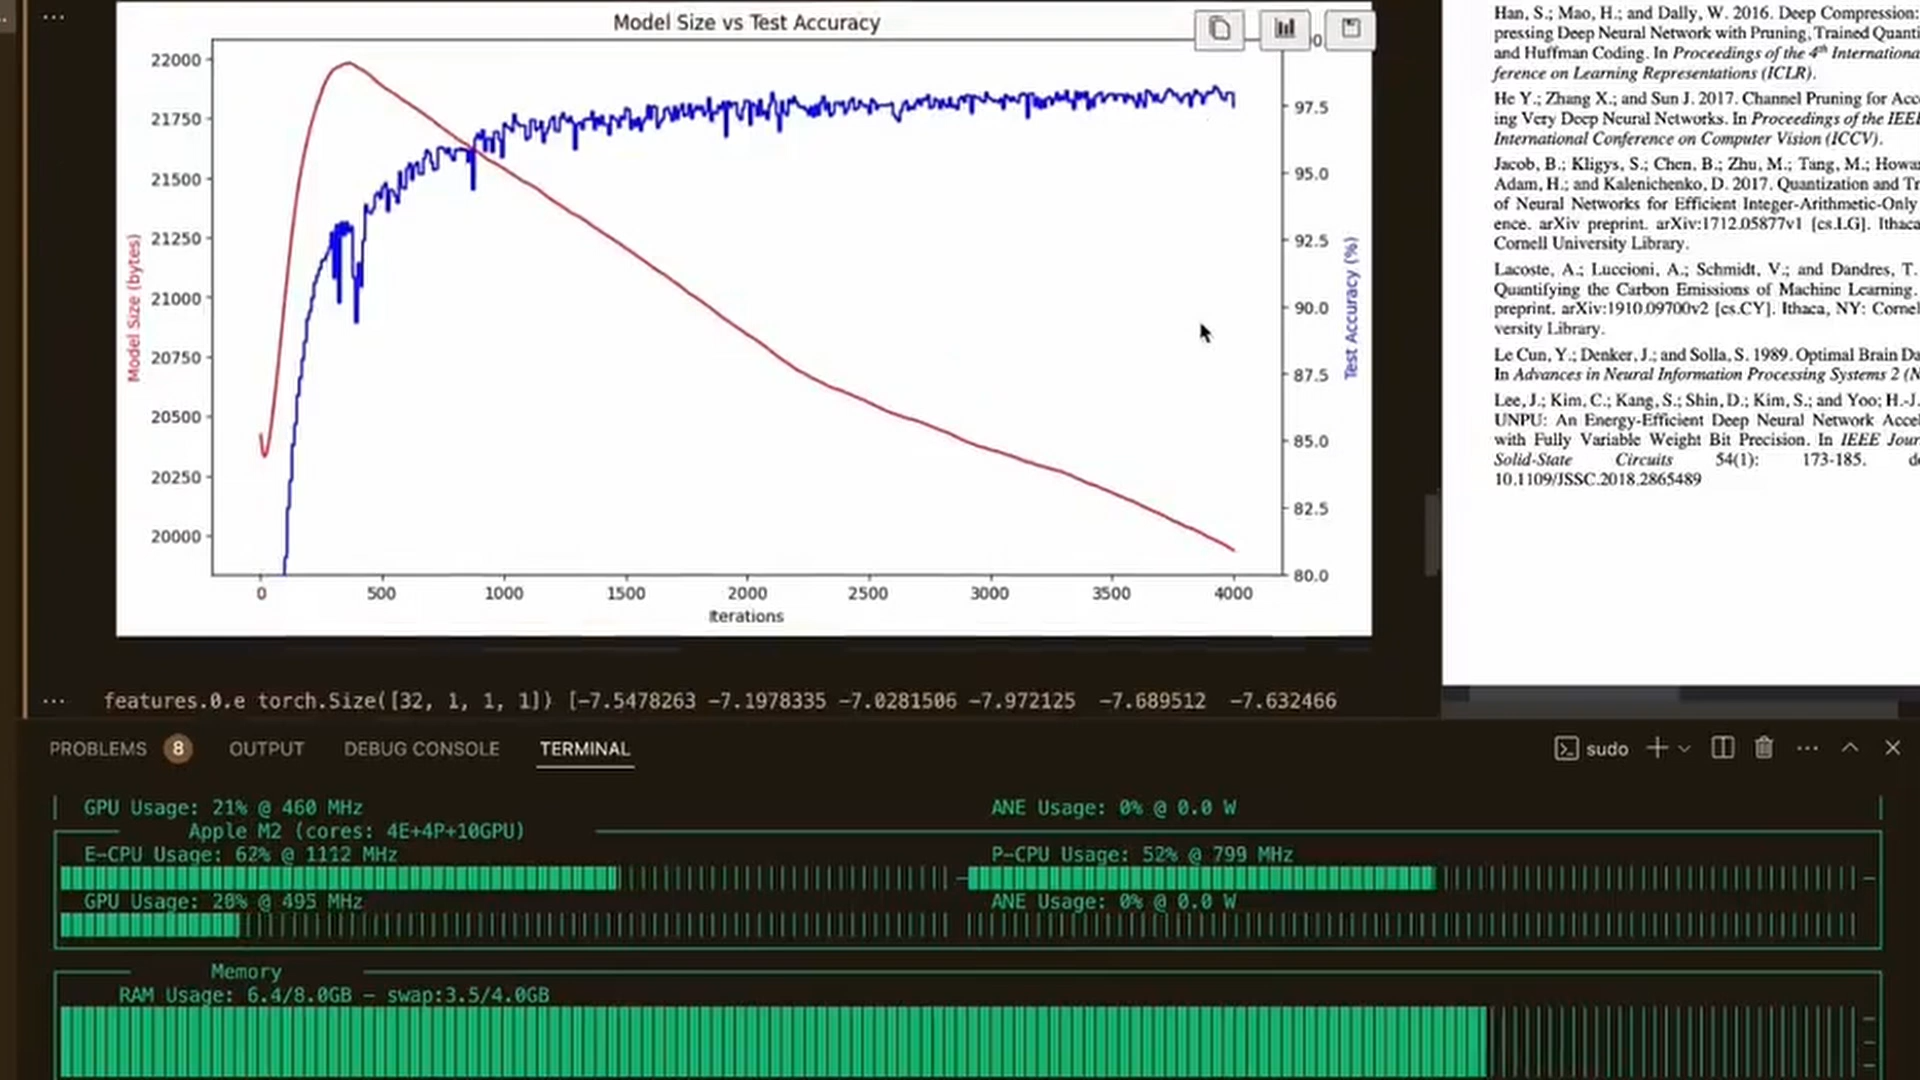 ...
Model Size vs Test Accuracy
22000
21750
21500
21250
21000
20750
20500
20250
20000
Model Size (bytes)
97.5
95.0
92.5
90.0
87.5
85.0
82.5
80.0
Test Accuracy (%)
0 500 1000 1500 2000 2500 3000 3500 4000
Iterations
... features.0.e torch.Size([32, 1, 1, 1]) [-7.5478263 -7.1978335 -7.0281506 -7.972125 -7.689512 -7.632466
Han, S.; Mao, H.; and Dally, W. 2016. Deep Compression:
pressing Deep Neural Network with Pruning, Trained Quanti
and Huffman Coding. In Proceedings of the 4th Internationa
ference on Learning Representations (ICLR).
He Y.; Zhang X.; and Sun J. 2017. Channel Pruning for Acc
ing Very Deep Neural Networks. In Proceedings of the IEEE
International Conference on Computer Vision (ICCV).
Jacob, B.; Kligys, S.; Chen, B.; Zhu, M.; Tang, M.; Howa
Adam, H.; and Kalenichenko, D. 2017. Quantization and Tr
of Neural Networks for Efficient Integer-Arithmetic-Only
ence. arXiv preprint. arXiv:1712.05877v1 [cs.LG]. Ithaca
Cornell University Library.
Lacoste, A.; Luccioni, A.; Schmidt, V.; and Dandres, T.
Quantifying the Carbon Emissions of Machine Learning.
preprint. arXiv:1910.09700v2 [cs.CY]. Ithaca, NY: Cornel
versity Library.
Le Cun, Y.; Denker, J.; and Solla, S. 1989. Optimal Brain Da
In Advances in Neural Information Processing Systems 2 (N
Lee, J.; Kim, C.; Kang, S.; Shin, D.; Kim, S.; and Yoo; H.-J.
UNPU: An Energy-Efficient Deep Neural Network Accel
with Fully Variable Weight Bit Precision. In IEEE Jour
Solid-State Circuits 54(1): 173-185. d
10.1109/JSSC.2018.2865489
PROBLEMS 8 OUTPUT DEBUG CONSOLE TERMINAL
sudo
GPU Usage: 21% @ 460 MHz ANE Usage: 0% @ 0.0 W
Apple M2 (cores: 4E+4P+10GPU)
E-CPU Usage: 62% @ 1112 MHz P-CPU Usage: 52% @ 799 MHz
GPU Usage: 20% @ 495 MHz ANE Usage: 0% @ 0.0 W
Memory
RAM Usage: 6.4/8.0GB - swap:3.5/4.0GB